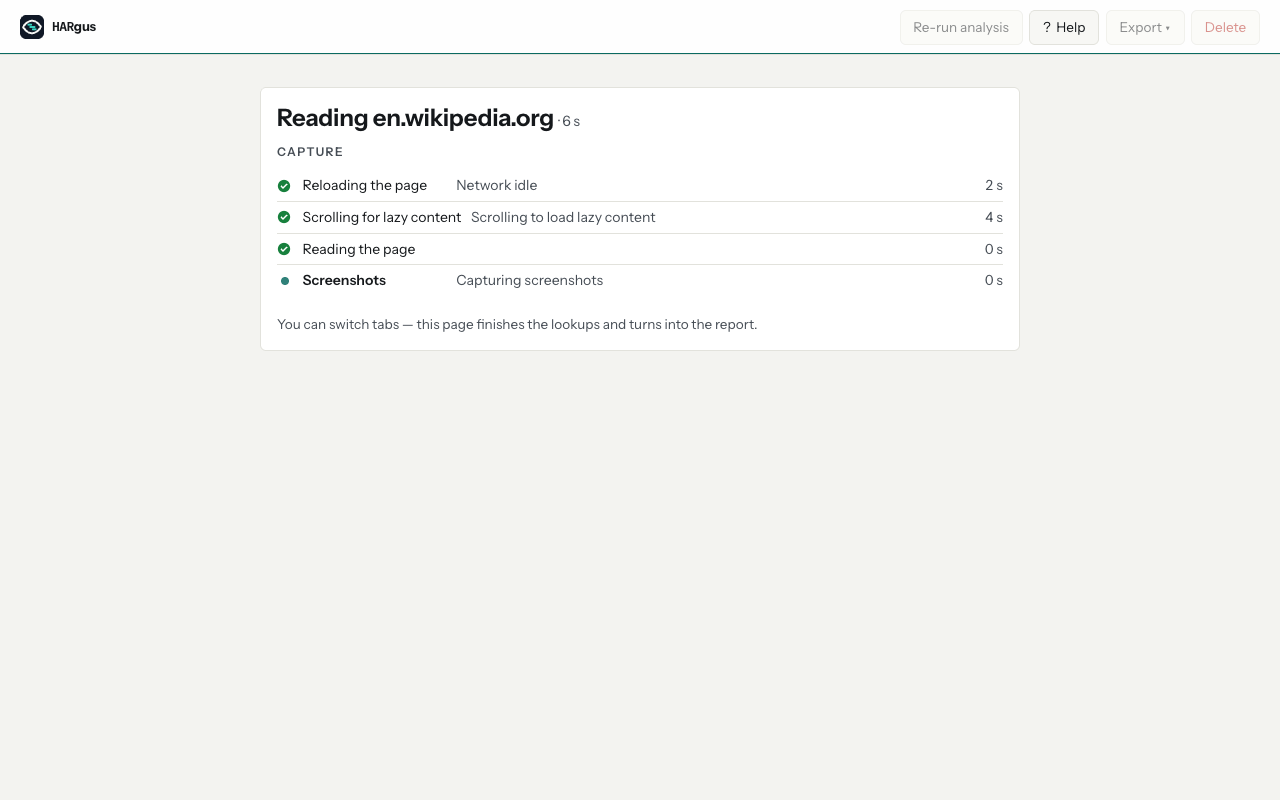 HARgus
Re-run analysis
? Help
Export ▾
Delete
Reading en.wikipedia.org · 6 s
CAPTURE
Reloading the page Network idle 2 s
Scrolling for lazy content Scrolling to load lazy content 4 s
Reading the page 0 s
Screenshots Capturing screenshots 0 s
You can switch tabs — this page finishes the lookups and turns into the report.